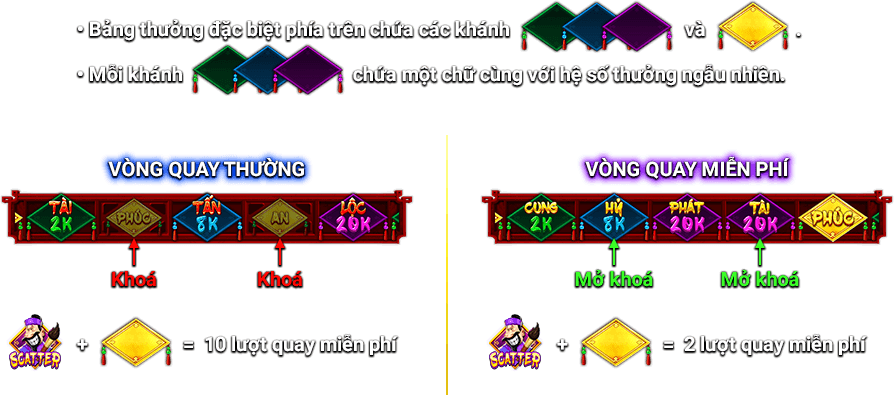 • Bảng thưởng đặc biệt phía trên chứa các khánh và .
• Mỗi khánh chứa một chữ cùng với hệ số thưởng ngẫu nhiên.
VÒNG QUAY THƯỜNG
TÀI 2K PHÚC TẤN 8K AN LỘC 20K
Khoá Khoá
SCATTER + = 10 lượt quay miễn phí
VÒNG QUAY MIỄN PHÍ
CUNG 2K HỶ 8K PHÁT 20K TÀI 20K PHÚC
Mở khoá Mở khoá
SCATTER + = 2 lượt quay miễn phí